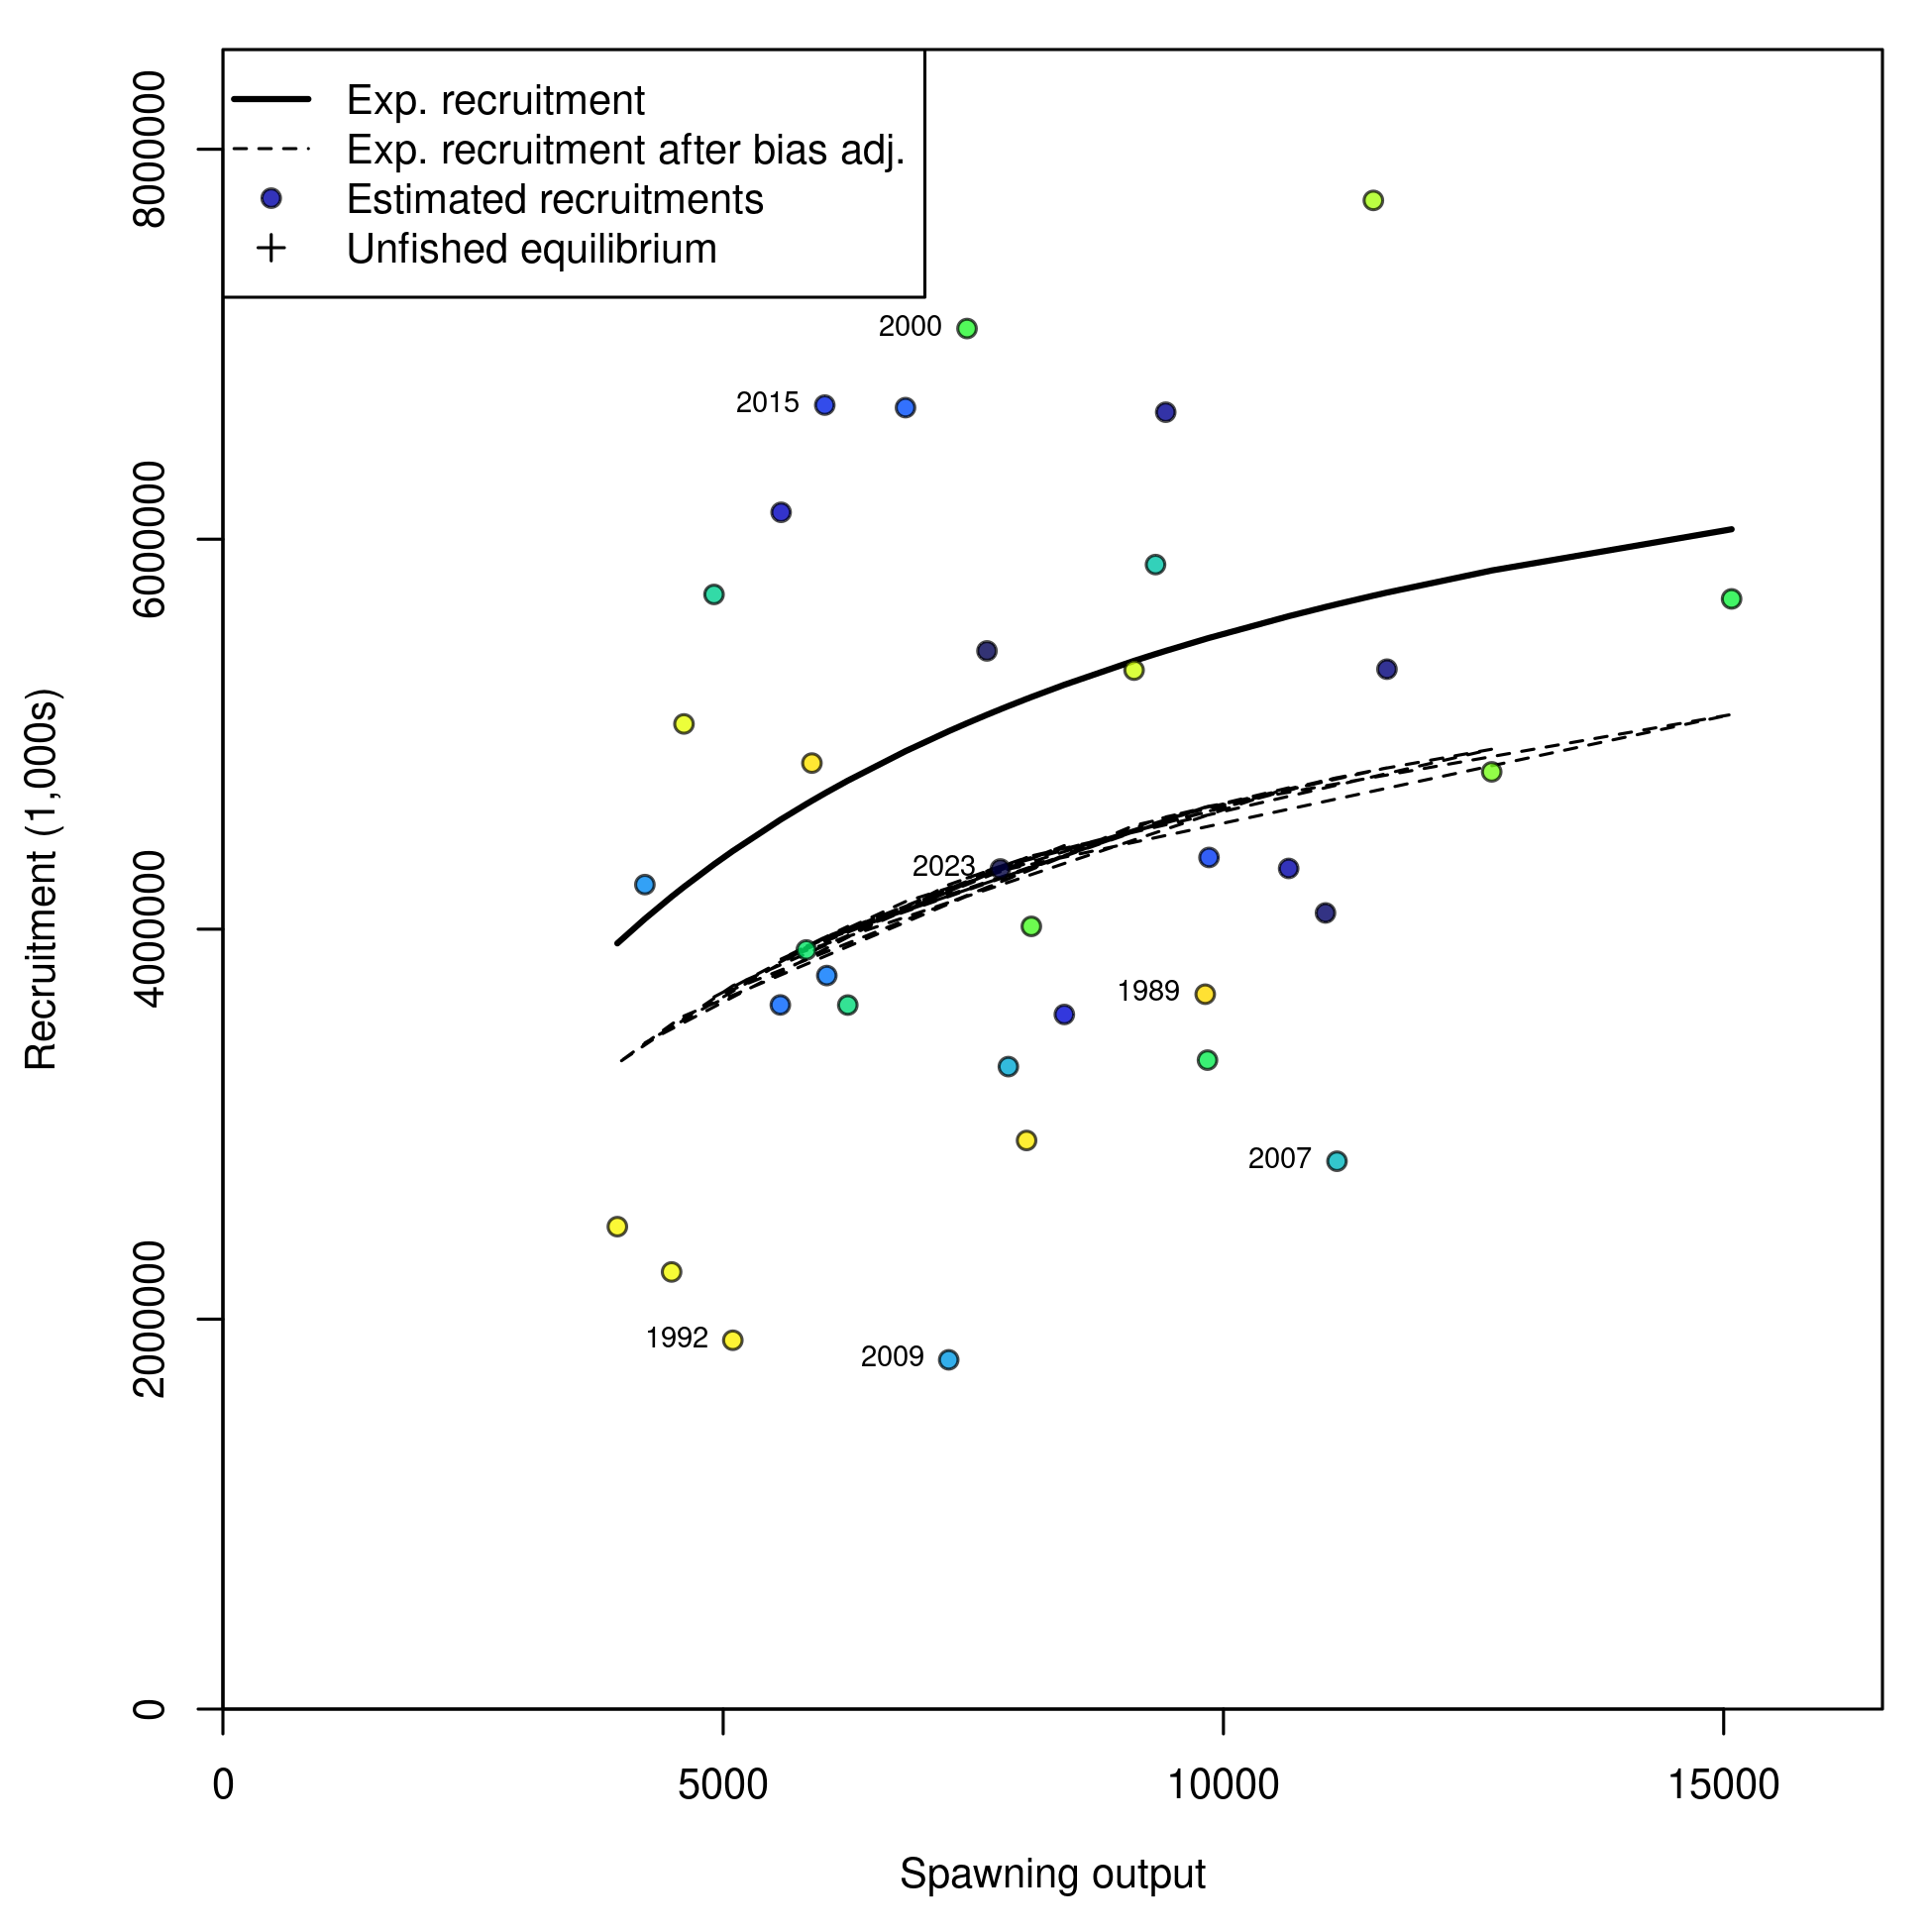 Exp. recruitment
Exp. recruitment after bias adj.
Estimated recruitments
Unfished equilibrium
8000000
6000000
4000000
2000000
0
Recruitment (1,000s)
2000
2015
2023
1989
2007
1992
2009
0 5000 10000 15000
Spawning output